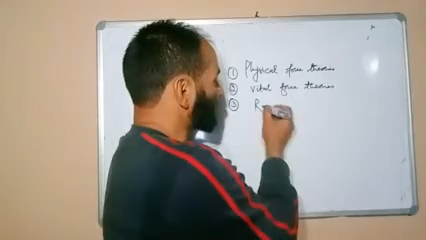 ① Physical force theories
② Vital force theories
③ R